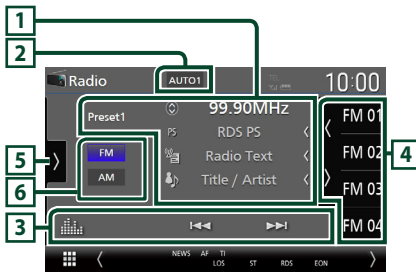 1
2
Radio
AUTO1
TEL
10:00
Preset1
99.90MHz
FM 01
PS
RDS PS
FM 02
4
5
FM
Radio Text
6
AM
Title / Artist
FM 03
3
FM 04
NEWS AF TI
LOS ST RDS EON